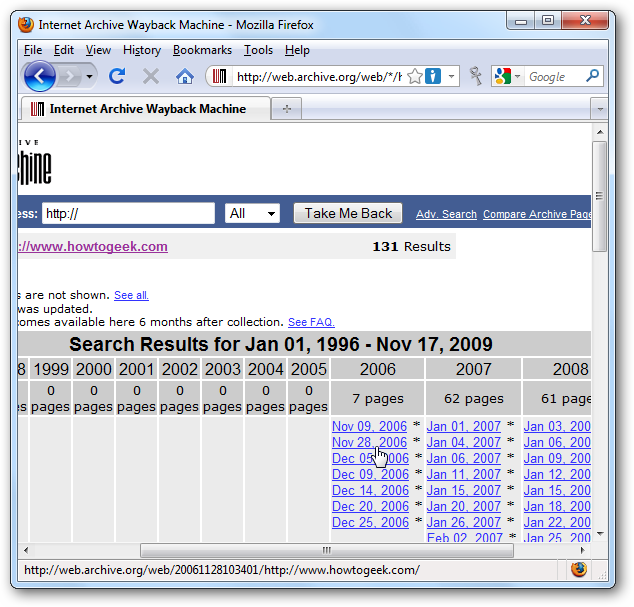 Internet Archive Wayback Machine - Mozilla Firefox
File Edit View History Bookmarks Tools Help
http://web.archive.org/web/*/h Google
Internet Archive Wayback Machine
IVE
chine
ess: http:// All Take Me Back Adv. Search Compare Archive Page
://www.howtogeek.com 131 Results
s are not shown. See all.
was updated.
comes available here 6 months after collection. See FAQ.
Search Results for Jan 01, 1996 - Nov 17, 2009
8 1999 2000 2001 2002 2003 2004 2005 2006 2007 2008
es 0 pages 0 pages 0 pages 0 pages 0 pages 0 pages 0 pages 7 pages 62 pages 61 page
Nov 09, 2006 * Jan 01, 2007 * Jan 03, 200
Nov 28, 2006 * Jan 04, 2007 * Jan 06, 200
Dec 05, 2006 * Jan 06, 2007 * Jan 09, 200
Dec 09, 2006 * Jan 11, 2007 * Jan 12, 200
Dec 14, 2006 * Jan 15, 2007 * Jan 15, 200
Dec 20, 2006 * Jan 20, 2007 * Jan 18, 200
Dec 25, 2006 * Jan 26, 2007 * Jan 22, 200
Feb 02, 2007 * Jan 25, 200
http://web.archive.org/web/20061128103401/http://www.howtogeek.com/